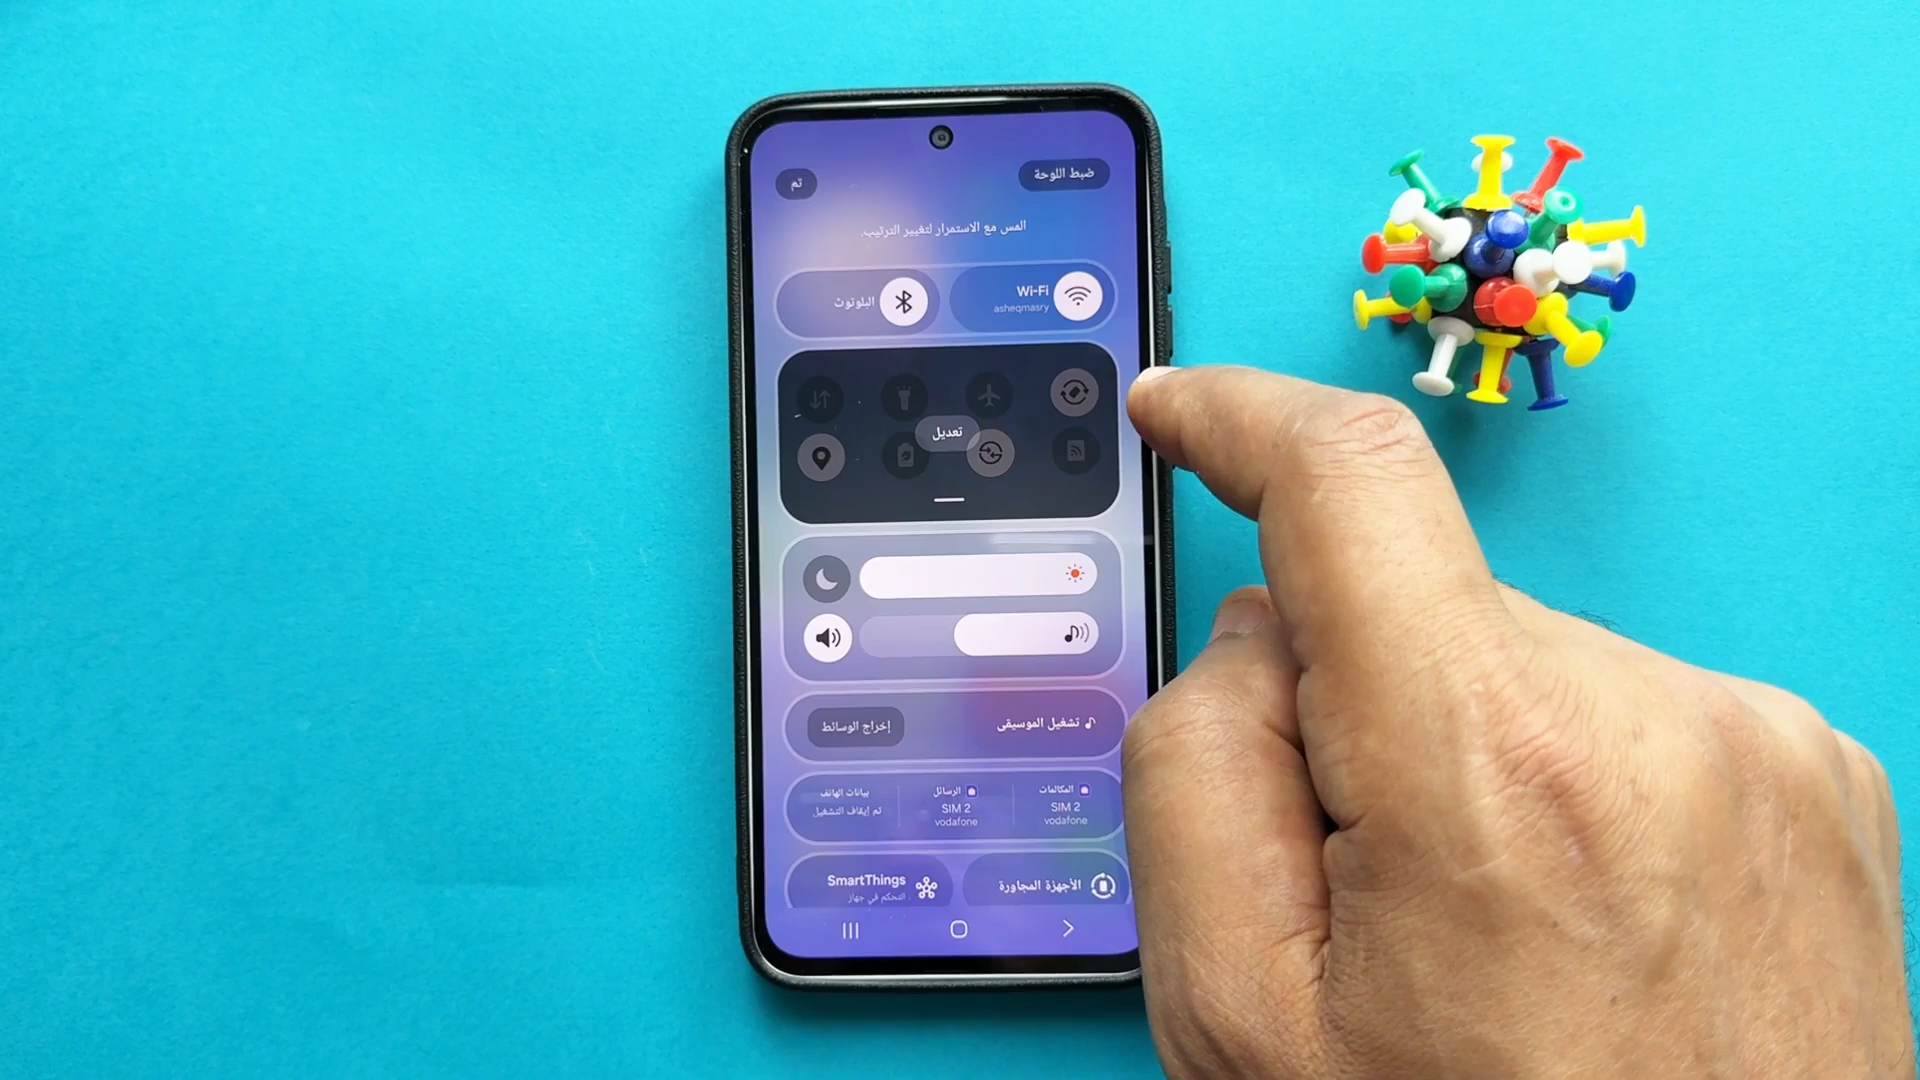 ضبط اللوحة
تم
المس مع الاستمرار لتغيير الترتيب.
Wi-Fi
asheqmasry
البلوتوث
تعديل
تشغيل الموسيقى
إخراج الوسائط
المكالمات
SIM 2
vodafone
الرسائل
SIM 2
vodafone
بيانات الهاتف
تم إيقاف التشغيل
الأجهزة المجاورة
SmartThings
التحكم في جهاز